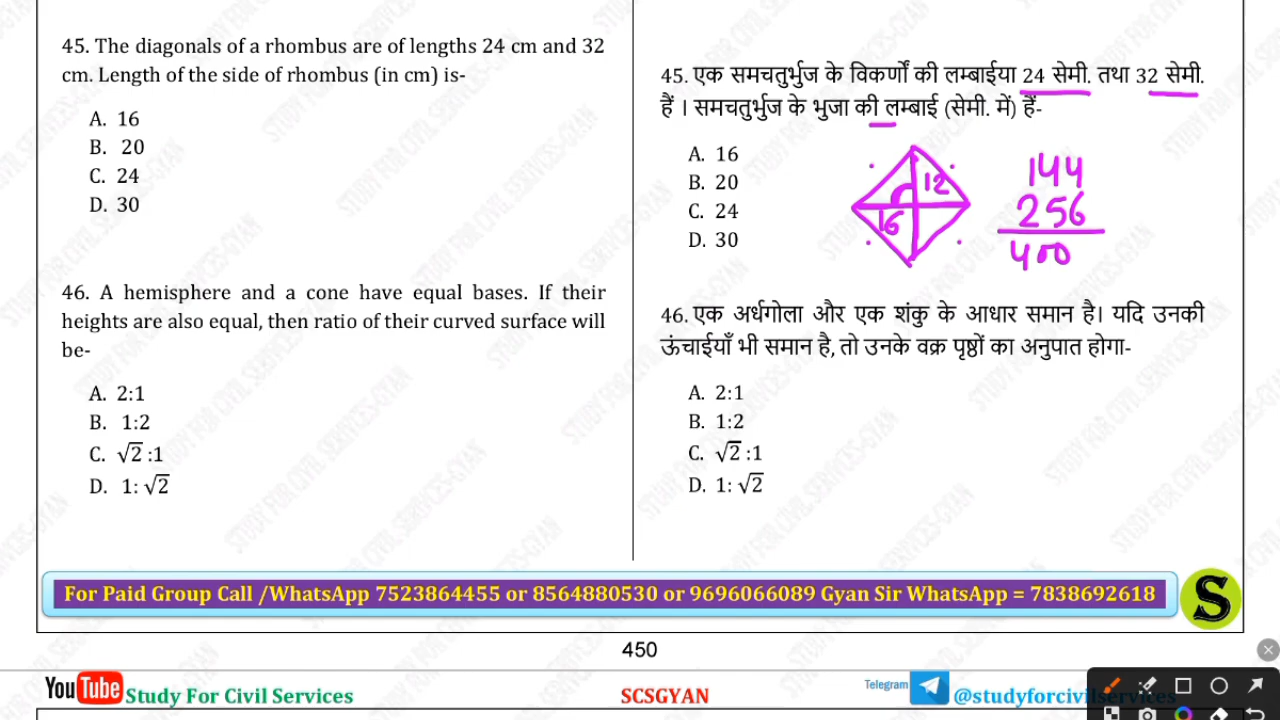 45. The diagonals of a rhombus are of lengths 24 cm and 32
cm. Length of the side of rhombus (in cm) is-
A. 16
B. 20
C. 24
D. 30
46. A hemisphere and a cone have equal bases. If their
heights are also equal, then ratio of their curved surface will
be-
A. 2:1
B. 1:2
C. √2 :1
D. 1: √2
45. एक समचतुर्भुज के विकर्णों की लम्बाईया 24 सेमी. तथा 32 सेमी.
हैं । समचतुर्भुज के भुजा की लम्बाई (सेमी. में) हैं-
A. 16
B. 20
C. 24
D. 30
12
16
144
256
400
46. एक अर्धगोला और एक शंकु के आधार समान है। यदि उनकी
ऊंचाईयाँ भी समान है, तो उनके वक्र पृष्ठों का अनुपात होगा-
A. 2:1
B. 1:2
C. √2 :1
D. 1: √2
For Paid Group Call /WhatsApp 7523864455 or 8564880530 or 9696066089 Gyan Sir WhatsApp = 7838692618
S
450
YouTube Study For Civil Services
SCSGYAN
Telegram @studyforcivilservices
STUDY FOR CIVIL SERVICES-GYAN